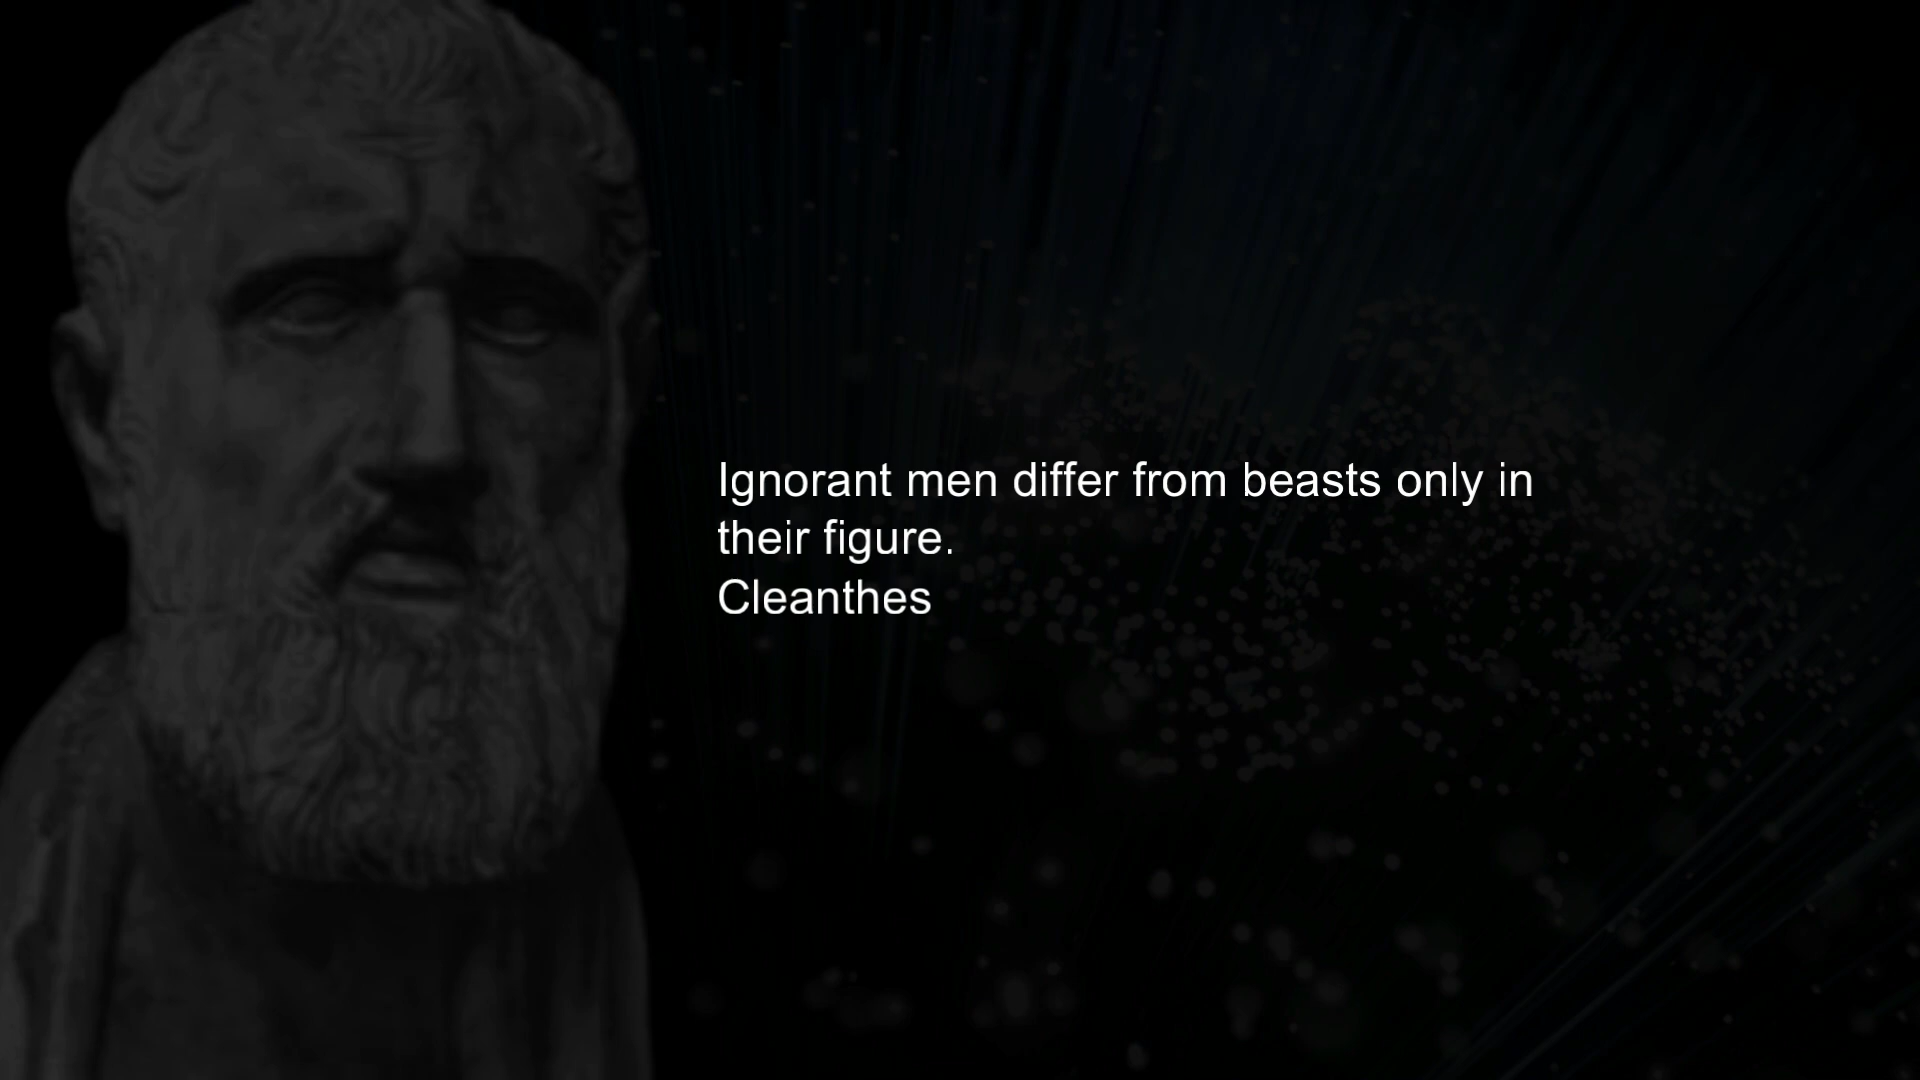 Ignorant men differ from beasts only in
their figure.
Cleanthes